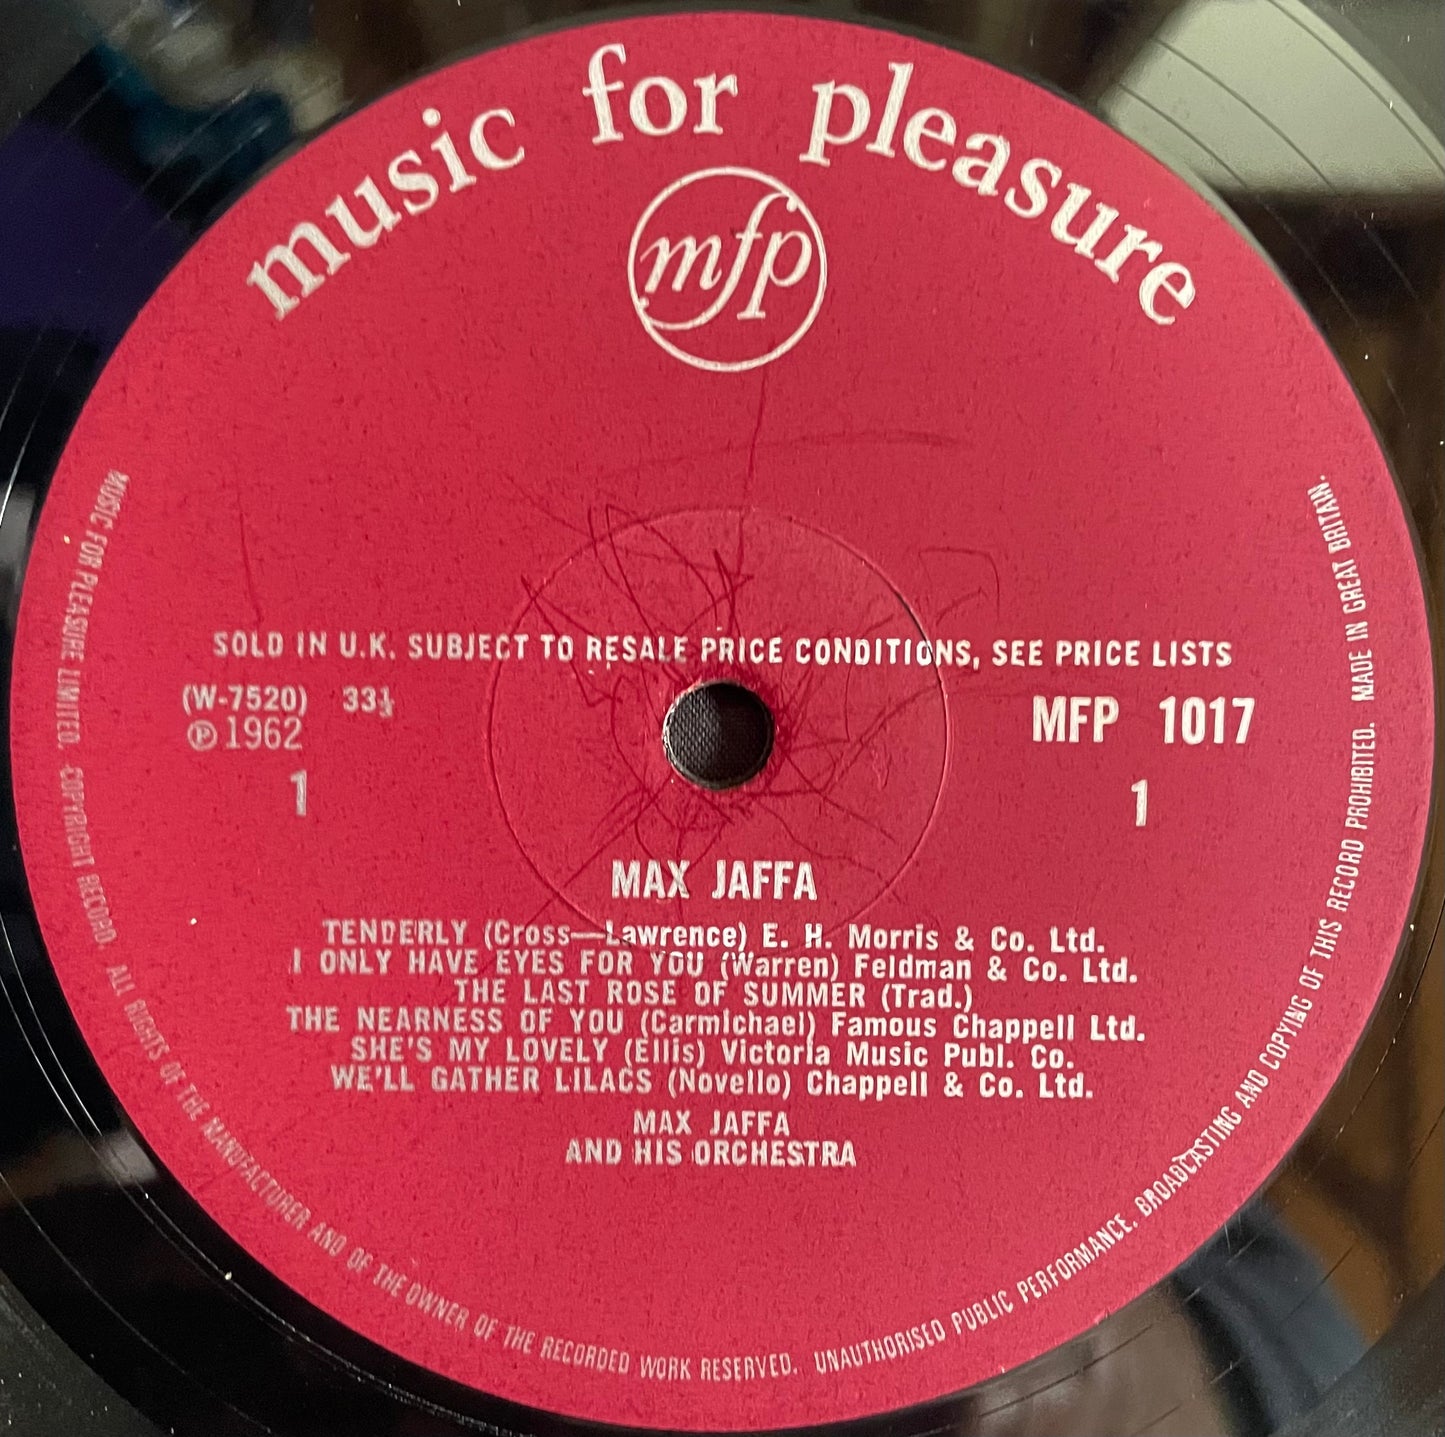 music for pleasure
mfp
SOLD IN U.K. SUBJECT TO RESALE PRICE CONDITIONS, SEE PRICE LISTS
(W-7520) 33⅓
MFP 1017
℗ 1962
1
1
MAX JAFFA
TENDERLY (Cross—Lawrence) E. H. Morris & Co. Ltd.
I ONLY HAVE EYES FOR YOU (Warren) Feldman & Co. Ltd.
THE LAST ROSE OF SUMMER (Trad.)
THE NEARNESS OF YOU (Carmichael) Famous Chappell Ltd.
SHE'S MY LOVELY (Ellis) Victoria Music Publ. Co.
WE'LL GATHER LILACS (Novello) Chappell & Co. Ltd.
MAX JAFFA
AND HIS ORCHESTRA
MUSIC FOR PLEASURE LIMITED. COPYRIGHT RECORD. ALL RIGHTS OF THE MANUFACTURER AND OF THE OWNER OF THE RECORDED WORK RESERVED. UNAUTHORISED PUBLIC PERFORMANCE, BROADCASTING AND COPYING OF THIS RECORD PROHIBITED. MADE IN GREAT BRITAIN.